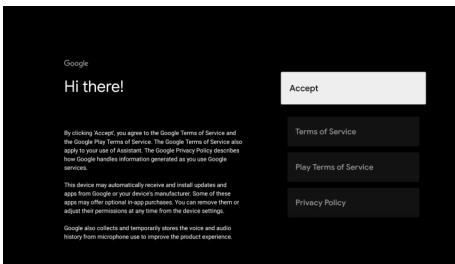 Google
Hi there!
By clicking 'Accept', you agree to the Google Terms of Service and
the Google Play Terms of Service. The Google Terms of Service also
apply to your use of Assistant. The Google Privacy Policy describes
how Google handles information generated as you use Google
services.
This device may automatically receive and install updates and
apps from Google or your device's manufacturer. Some of these
apps may offer optional in-app purchases. You can remove them or
adjust their permissions at any time from the device settings.
Google also collects and temporarily stores the voice and audio
history from microphone use to improve the product experience.
Accept
Terms of Service
Play Terms of Service
Privacy Policy